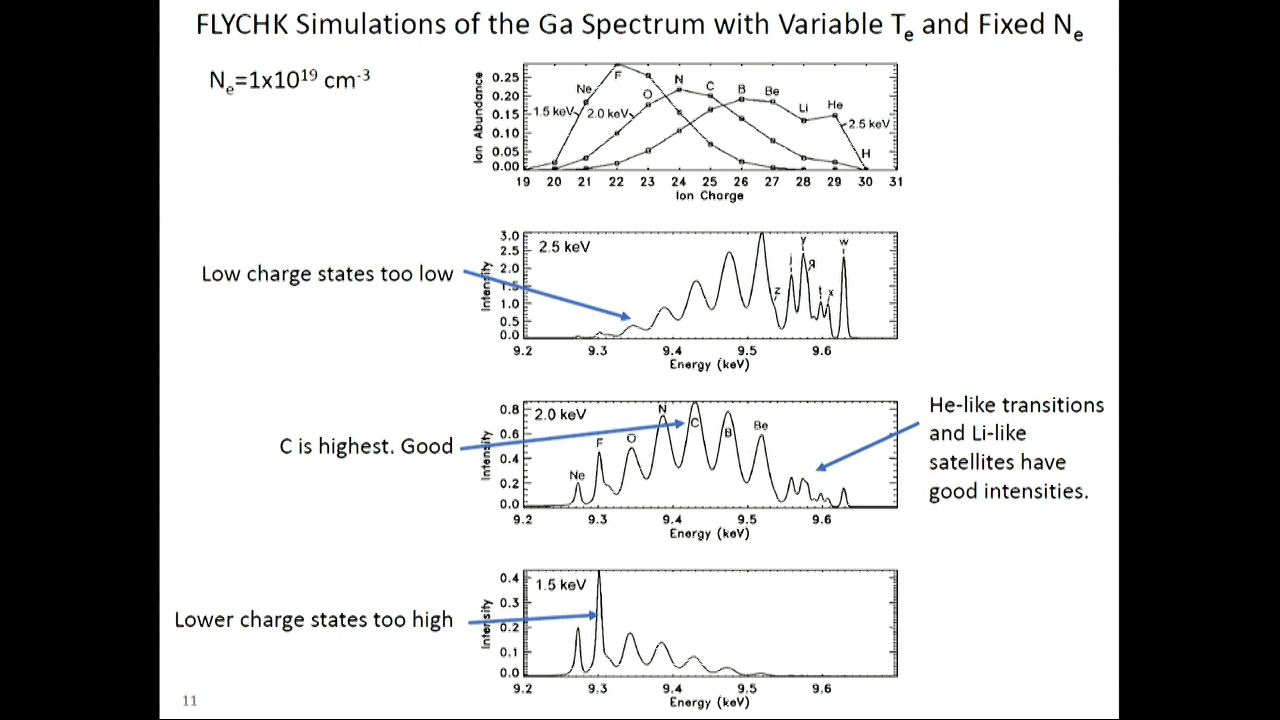 FLYCHK Simulations of the Ga Spectrum with Variable Te and Fixed Ne
Ne=1x10^19 cm^-3
Ion Abundance
0.25
0.20
0.15
0.10
0.05
0.00
1.5 keV
2.0 keV
2.5 keV
Ne
F
O
N
C
B
Be
Li
He
H
19 20 21 22 23 24 25 26 27 28 29 30 31
Ion Charge
Low charge states too low
2.5 keV
Intensity
3.0
2.5
2.0
1.5
1.0
0.5
0.0
z
j
y
q
t
x
w
9.2 9.3 9.4 9.5 9.6
Energy (keV)
C is highest. Good
2.0 keV
Intensity
0.8
0.6
0.4
0.2
0.0
Ne
F
O
N
C
B
Be
9.2 9.3 9.4 9.5 9.6
Energy (keV)
He-like transitions
and Li-like
satellites have
good intensities.
Lower charge states too high
1.5 keV
Intensity
0.4
0.3
0.2
0.1
0.0
9.2 9.3 9.4 9.5 9.6
Energy (keV)
11